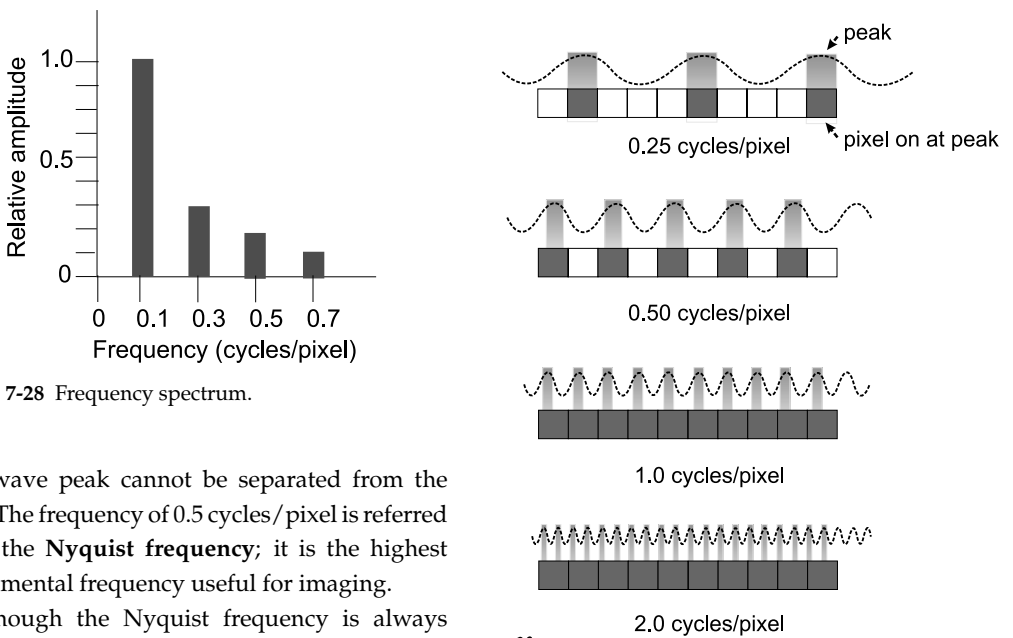 Relative amplitude
1.0
0.5
0
0 0.1 0.3 0.5 0.7
Frequency (cycles/pixel)
7-28 Frequency spectrum.
wave peak cannot be separated from the
The frequency of 0.5 cycles/pixel is referred
the Nyquist frequency; it is the highest
mental frequency useful for imaging.
hough the Nyquist frequency is always
peak
pixel on at peak
0.25 cycles/pixel
0.50 cycles/pixel
1.0 cycles/pixel
2.0 cycles/pixel